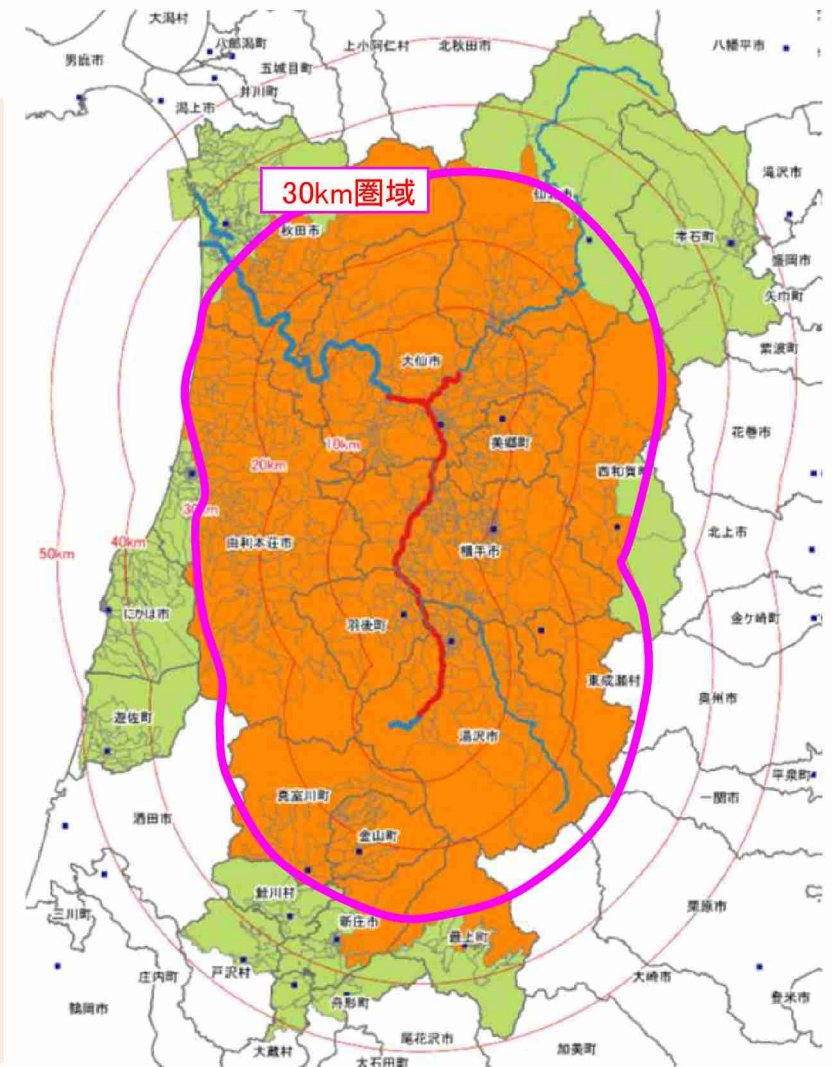 大潟村
八郎潟町
上小阿仁村
北秋田市
八幡平市
男鹿市
五城目町
井川町
潟上市
滝沢市
30km圏域
仙北市
秋田市
雫石町
盛岡市
矢巾町
紫波町
大仙市
花巻市
10km
美郷町
20km
西和賀町
30km
北上市
40km
50km
由利本荘市
横手市
にかほ市
羽後町
金ケ崎町
東成瀬村
奥州市
遊佐町
湯沢市
平泉町
真室川町
一関市
酒田市
金山町
鮭川村
栗原市
三川町
新庄市
最上町
庄内町
戸沢村
大崎市
登米市
鶴岡市
舟形町
尾花沢市
大蔵村
加美町
大石田町